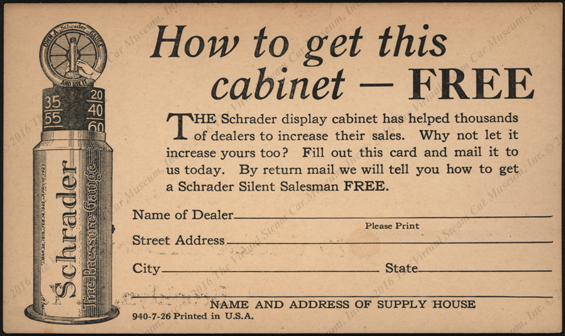 How to get this
cabinet — FREE
THE Schrader display cabinet has helped thousands
of dealers to increase their sales. Why not let it
increase yours too? Fill out this card and mail it to
us today. By return mail we will tell you how to get
a Schrader Silent Salesman FREE.
Name of Dealer
Please Print
Street Address
City State
NAME AND ADDRESS OF SUPPLY HOUSE
940-7-26 Printed in U.S.A.
35
55
20
40
60
Schrader
Tire Pressure Gauge